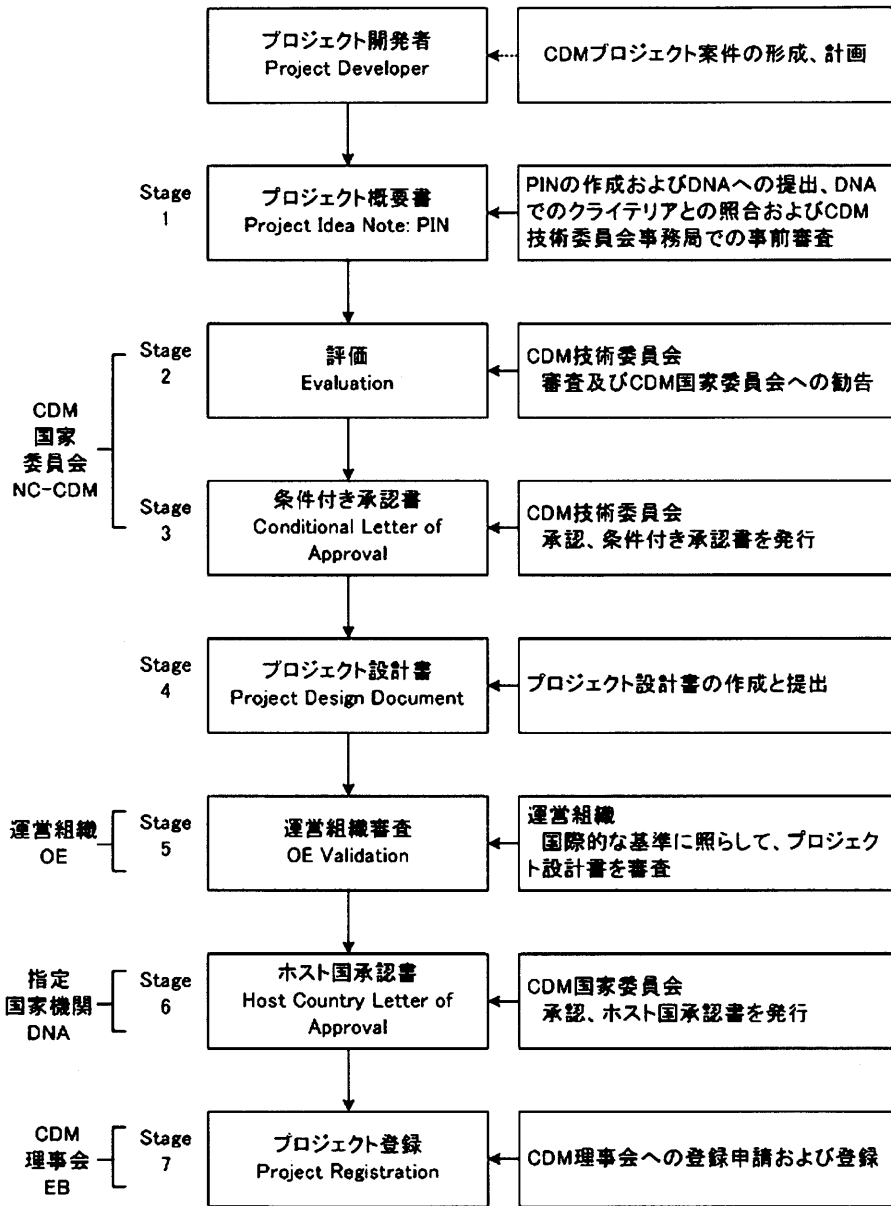 プロジェクト開発者
Project Developer
CDMプロジェクト案件の形成、計画
Stage
1
プロジェクト概要書
Project Idea Note: PIN
PINの作成およびDNAへの提出、DNA
でのクライテリアとの照合およびCDM
技術委員会事務局での事前審査
CDM
国家
委員会
NC-CDM
Stage
2
評価
Evaluation
CDM技術委員会
審査及びCDM国家委員会への勧告
Stage
3
条件付き承認書
Conditional Letter of
Approval
CDM技術委員会
承認、条件付き承認書を発行
Stage
4
プロジェクト設計書
Project Design Document
プロジェクト設計書の作成と提出
運営組織
OE
Stage
5
運営組織審査
OE Validation
運営組織
国際的な基準に照らして、プロジェク
ト設計書を審査
指定
国家機関
DNA
Stage
6
ホスト国承認書
Host Country Letter of
Approval
CDM国家委員会
承認、ホスト国承認書を発行
CDM
理事会
EB
Stage
7
プロジェクト登録
Project Registration
CDM理事会への登録申請および登録